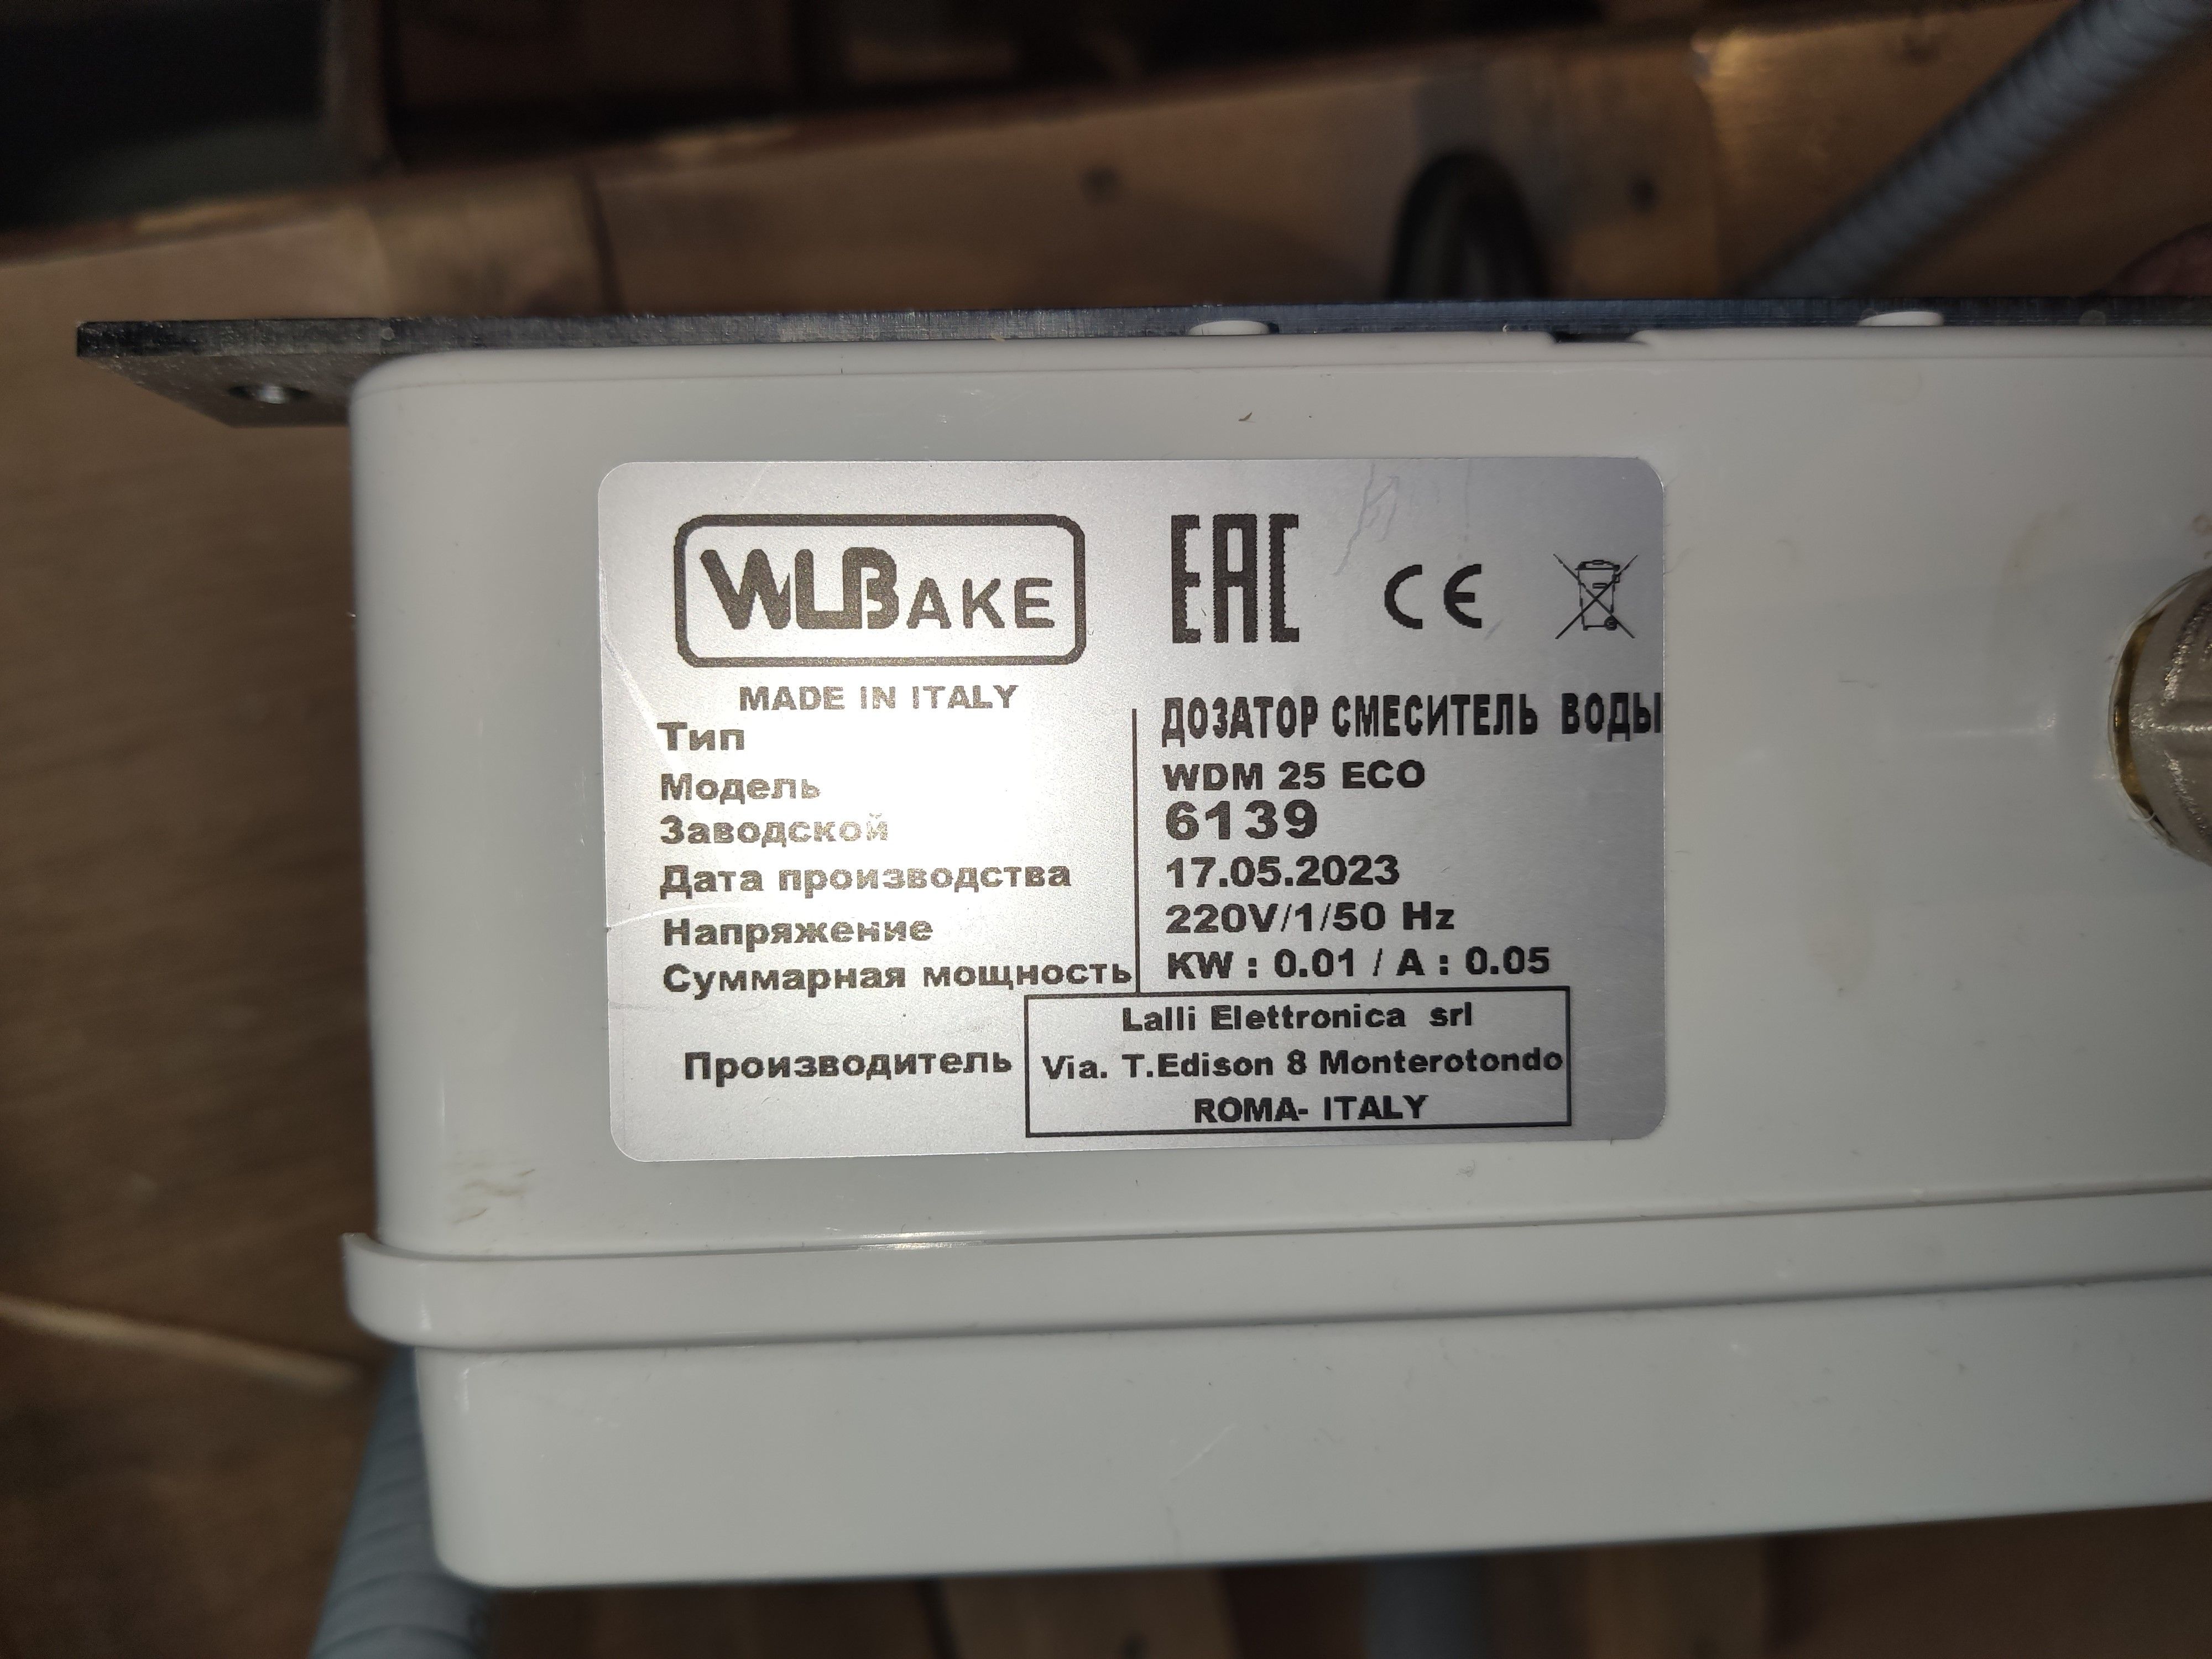 WLBAKE EAC CE
MADE IN ITALY
Тип ДОЗАТОР СМЕСИТЕЛЬ ВОДЫ
Модель WDM 25 ECO
Заводской 6139
Дата производства 17.05.2023
Напряжение 220V/1/50 Hz
Суммарная мощность KW : 0.01 / A : 0.05
Производитель
Lalli Elettronica srl
Via. T.Edison 8 Monterotondo
ROMA- ITALY